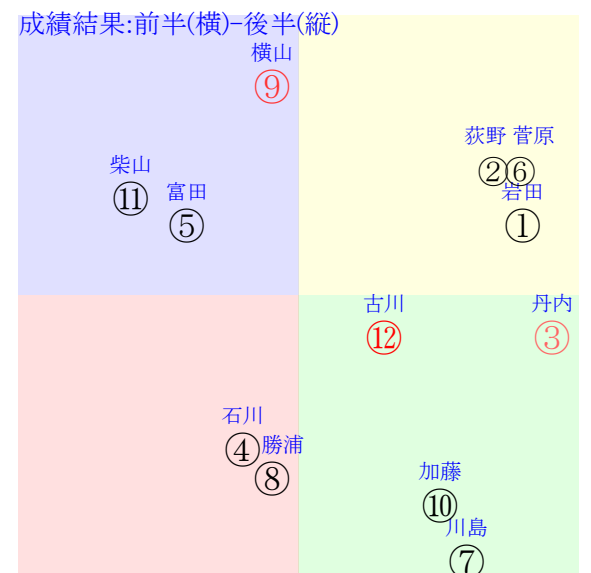 成績結果:前半(横)-後半(縦)
横山
⑨
荻野 菅原
②⑥
柴山
⑪
富田
⑤
岩田
①
古川
⑫
丹内
③
石川
④
勝浦
⑧
加藤
⑩
川島
⑦